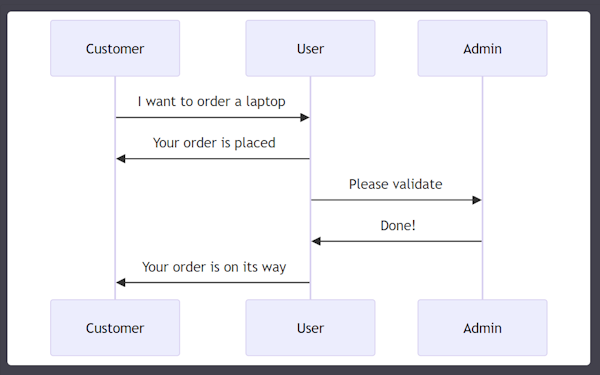 Customer User Admin
I want to order a laptop
Your order is placed
Please validate
Done!
Your order is on its way
Customer User Admin